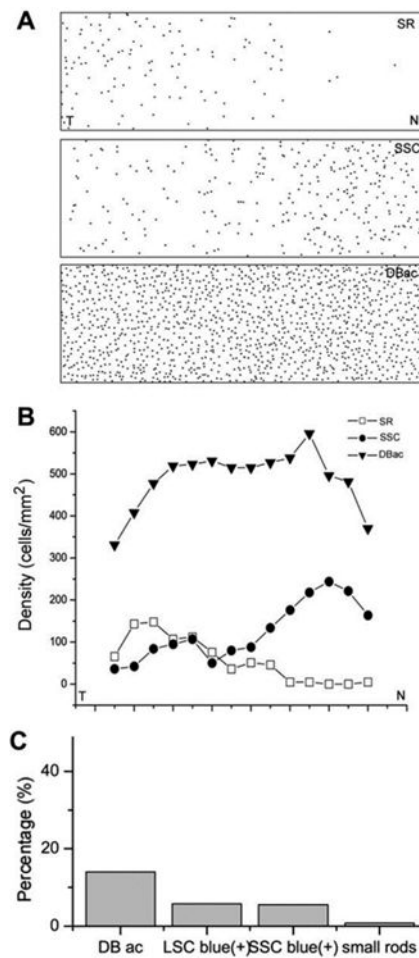 A
SR
T
N
SSC
DBac
B
SR
SSC
DBac
600
500
400
300
200
100
0
Density (cells/mm²)
T
N
C
40
20
0
Percentage (%)
DB ac LSC blue(+) SSC blue(+) small rods